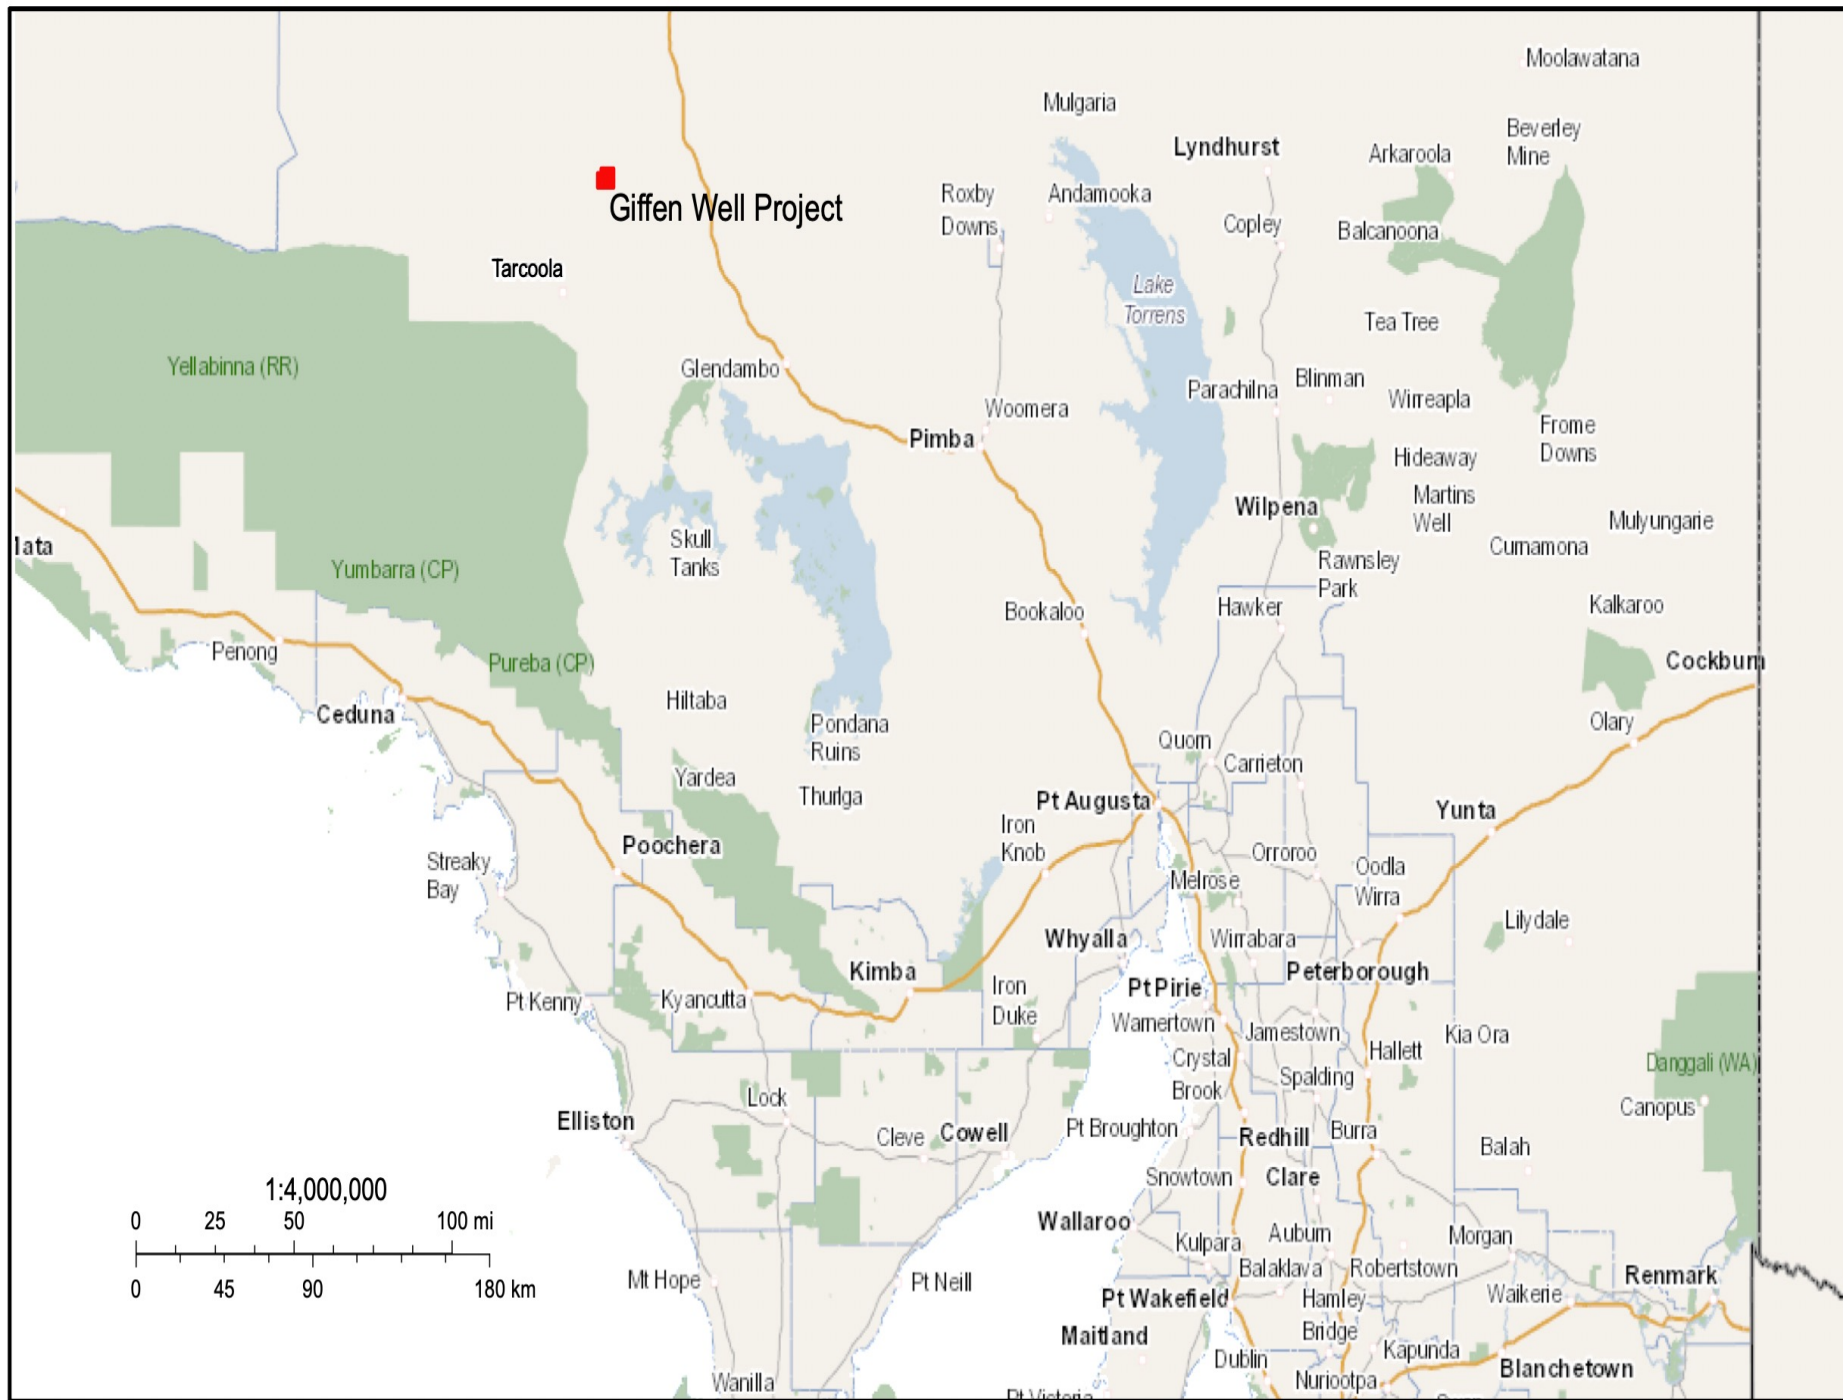 Moolawatana
Mulgaria
Beverley
Mine
Lyndhurst
Arkaroola
Giffen Well Project
Roxby
Downs
Andamooka
Copley
Balcanoona
Tarcoola
Lake
Torrens
Tea Tree
Yellabinna (RR)
Glendambo
Parachilna
Blinman
Wirreapla
Woomera
Pimba
Frome
Downs
Hideaway
Martins
Well
Wilpena
Mulyungarie
Skull
Tanks
Curnamona
Yumbarra (CP)
Rawnsley
Park
Bookaloo
Hawker
Kalkaroo
Penong
Pureba (CP)
Cockburn
Hiltaba
Ceduna
Pondana
Ruins
Olary
Quorn
Carrieton
Yardea
Thurlga
Pt Augusta
Yunta
Iron
Knob
Poochera
Streaky
Bay
Orroroo
Oodla
Wirra
Melrose
Lilydale
Whyalla
Wirrabara
Kimba
Peterborough
Pt Kenny
Kyancutta
Iron
Duke
Pt Pirie
Warnertown
Jamestown
Kia Ora
Crystal
Brook
Hallett
Danggali (WA)
Spalding
Lock
Canopus
Elliston
Cleve
Cowell
Pt Broughton
Redhill
Burra
Balah
Snowtown
Clare
1:4,000,000
0 25 50 100 mi
0 45 90 180 km
Wallaroo
Kulpara
Auburn
Morgan
Mt Hope
Pt Neill
Balaklava
Robertstown
Renmark
Pt Wakefield
Hamley
Bridge
Waikerie
Maitland
Dublin
Kapunda
Blanchetown
Wanilla
Nuriootpa